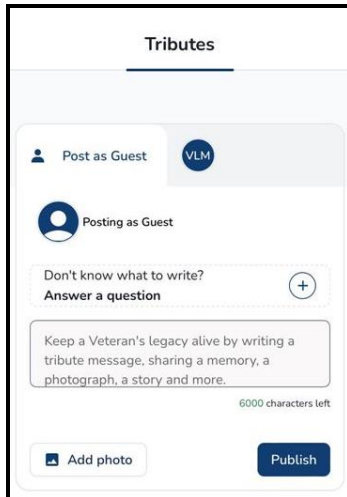 Tributes
Post as Guest
VLM
Posting as Guest
Don't know what to write?
Answer a question
Keep a Veteran's legacy alive by writing a
tribute message, sharing a memory, a
photograph, a story and more.
6000 characters left
Add photo
Publish